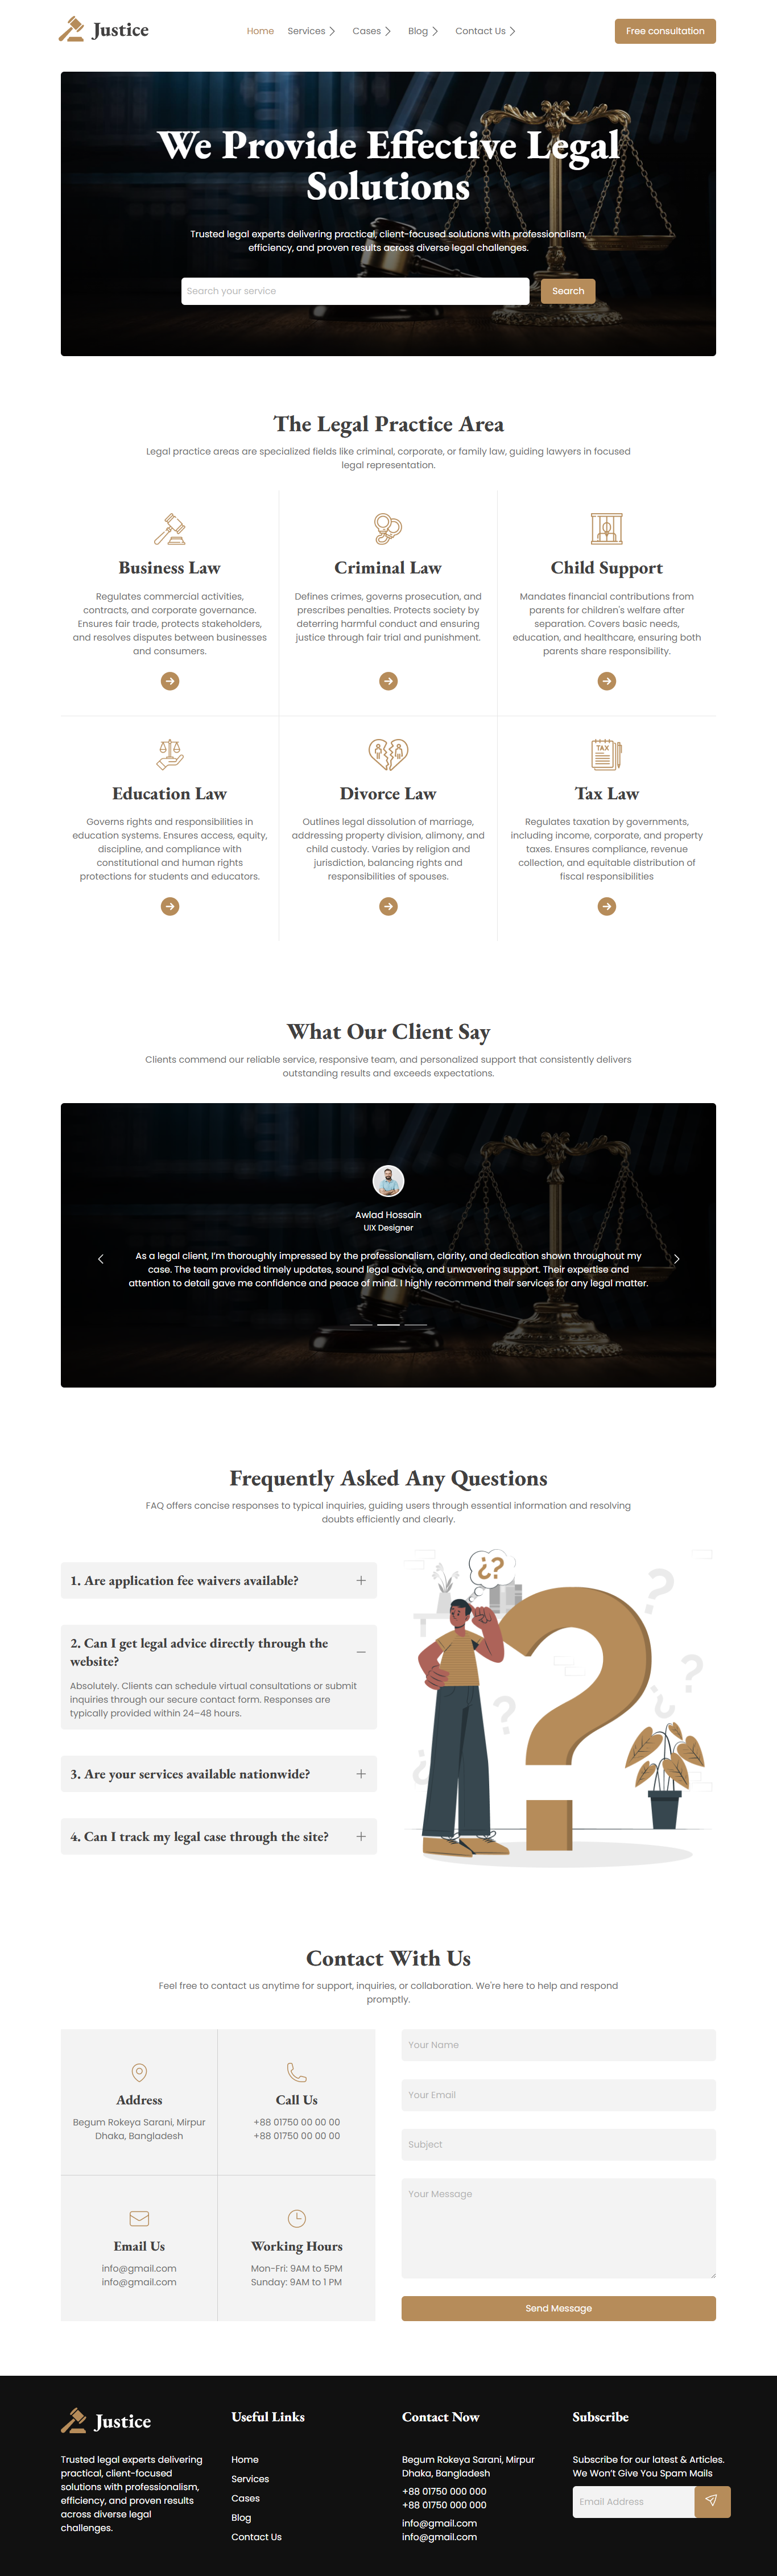 Justice
Home
Services
Cases
Blog
Contact Us
Free consultation
We Provide Effective Legal
Solutions
Trusted legal experts delivering practical, client-focused solutions with professionalism,
efficiency, and proven results across diverse legal challenges.
Search your service
Search
The Legal Practice Area
Legal practice areas are specialized fields like criminal, corporate, or family law, guiding lawyers in focused
legal representation.
Business Law
Regulates commercial activities,
contracts, and corporate governance.
Ensures fair trade, protects stakeholders,
and resolves disputes between businesses
and consumers.
Criminal Law
Defines crimes, governs prosecution, and
prescribes penalties. Protects society by
deterring harmful conduct and ensuring
justice through fair trial and punishment.
Child Support
Mandates financial contributions from
parents for children's welfare after
separation. Covers basic needs,
education, and healthcare, ensuring both
parents share responsibility.
Education Law
Governs rights and responsibilities in
education systems. Ensures access, equity,
discipline, and compliance with
constitutional and human rights
protections for students and educators.
Divorce Law
Outlines legal dissolution of marriage,
addressing property division, alimony, and
child custody. Varies by religion and
jurisdiction, balancing rights and
responsibilities of spouses.
TAX
Tax Law
Regulates taxation by governments,
including income, corporate, and property
taxes. Ensures compliance, revenue
collection, and equitable distribution of
fiscal responsibilities
What Our Client Say
Clients commend our reliable service, responsive team, and personalized support that consistently delivers
outstanding results and exceeds expectations.
Awlad Hossain
UIX Designer
As a legal client, I'm thoroughly impressed by the professionalism, clarity, and dedication shown throughout my
case. The team provided timely updates, sound legal advice, and unwavering support. Their expertise and
attention to detail gave me confidence and peace of mind. I highly recommend their services for any legal matter.
Frequently Asked Any Questions
FAQ offers concise responses to typical inquiries, guiding users through essential information and resolving
doubts efficiently and clearly.
1. Are application fee waivers available?
2. Can I get legal advice directly through the
website?
Absolutely. Clients can schedule virtual consultations or submit
inquiries through our secure contact form. Responses are
typically provided within 24–48 hours.
3. Are your services available nationwide?
4. Can I track my legal case through the site?
¿?
?
Contact With Us
Feel free to contact us anytime for support, inquiries, or collaboration. We're here to help and respond
promptly.
Address
Begum Rokeya Sarani, Mirpur
Dhaka, Bangladesh
Call Us
+88 01750 00 00 00
+88 01750 00 00 00
Email Us
info@gmail.com
info@gmail.com
Working Hours
Mon-Fri: 9AM to 5PM
Sunday: 9AM to 1 PM
Your Name
Your Email
Subject
Your Message
Send Message
Justice
Trusted legal experts delivering
practical, client-focused
solutions with professionalism,
efficiency, and proven results
across diverse legal
challenges.
Useful Links
Home
Services
Cases
Blog
Contact Us
Contact Now
Begum Rokeya Sarani, Mirpur
Dhaka, Bangladesh
+88 01750 000 000
+88 01750 000 000
info@gmail.com
info@gmail.com
Subscribe
Subscribe for our latest & Articles.
We Won't Give You Spam Mails
Email Address